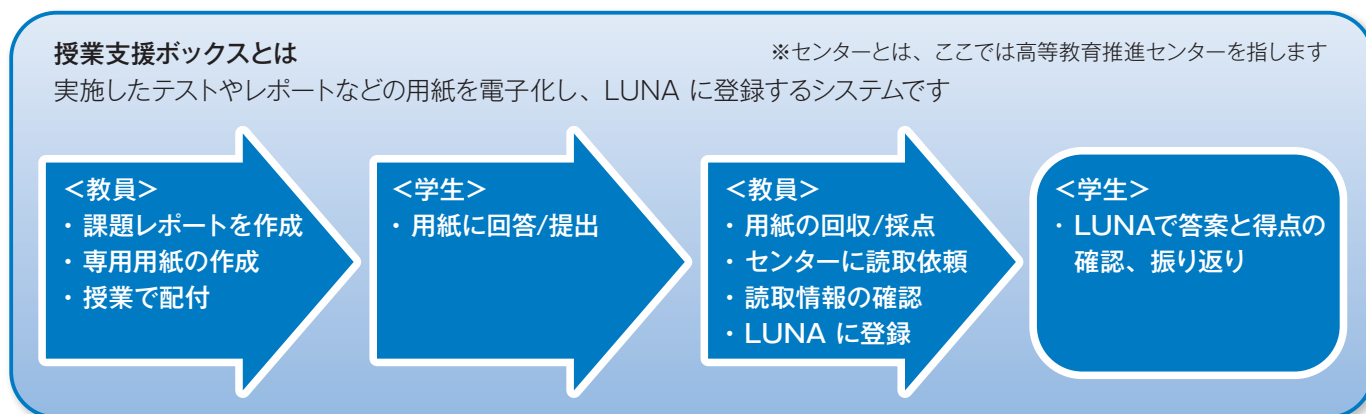 授業支援ボックスとは
※センターとは、ここでは高等教育推進センターを指します
実施したテストやレポートなどの用紙を電子化し、LUNA に登録するシステムです
＜教員＞
・課題レポートを作成
・専用用紙の作成
・授業で配付
＜学生＞
・用紙に回答/提出
＜教員＞
・用紙の回収/採点
・センターに読取依頼
・読取情報の確認
・LUNA に登録
＜学生＞
・LUNAで答案と得点の
確認、振り返り